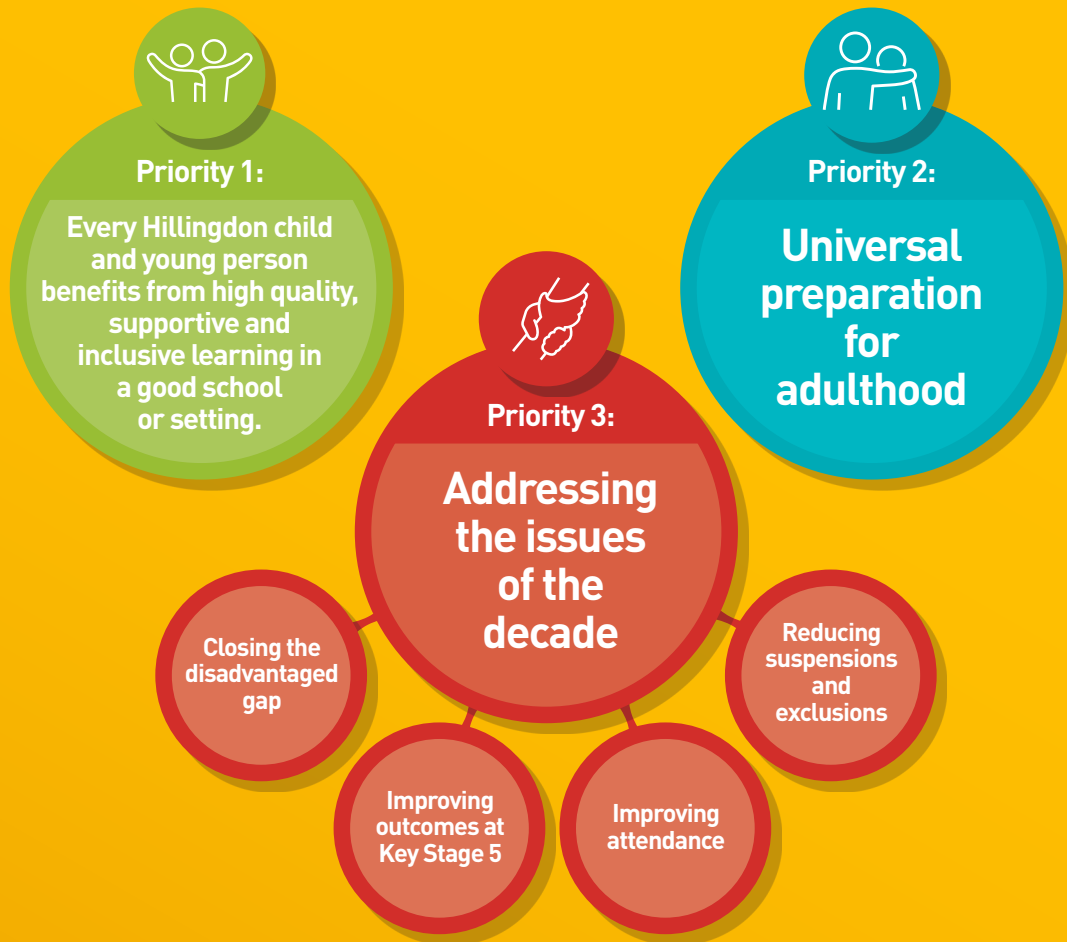 Priority 1:
Every Hillingdon child
and young person
benefits from high quality,
supportive and
inclusive learning in
a good school
or setting.
Priority 2:
Universal
preparation
for
adulthood
Priority 3:
Addressing
the issues
of the
decade
Closing the
disadvantaged
gap
Improving
outcomes at
Key Stage 5
Improving
attendance
Reducing
suspensions
and
exclusions